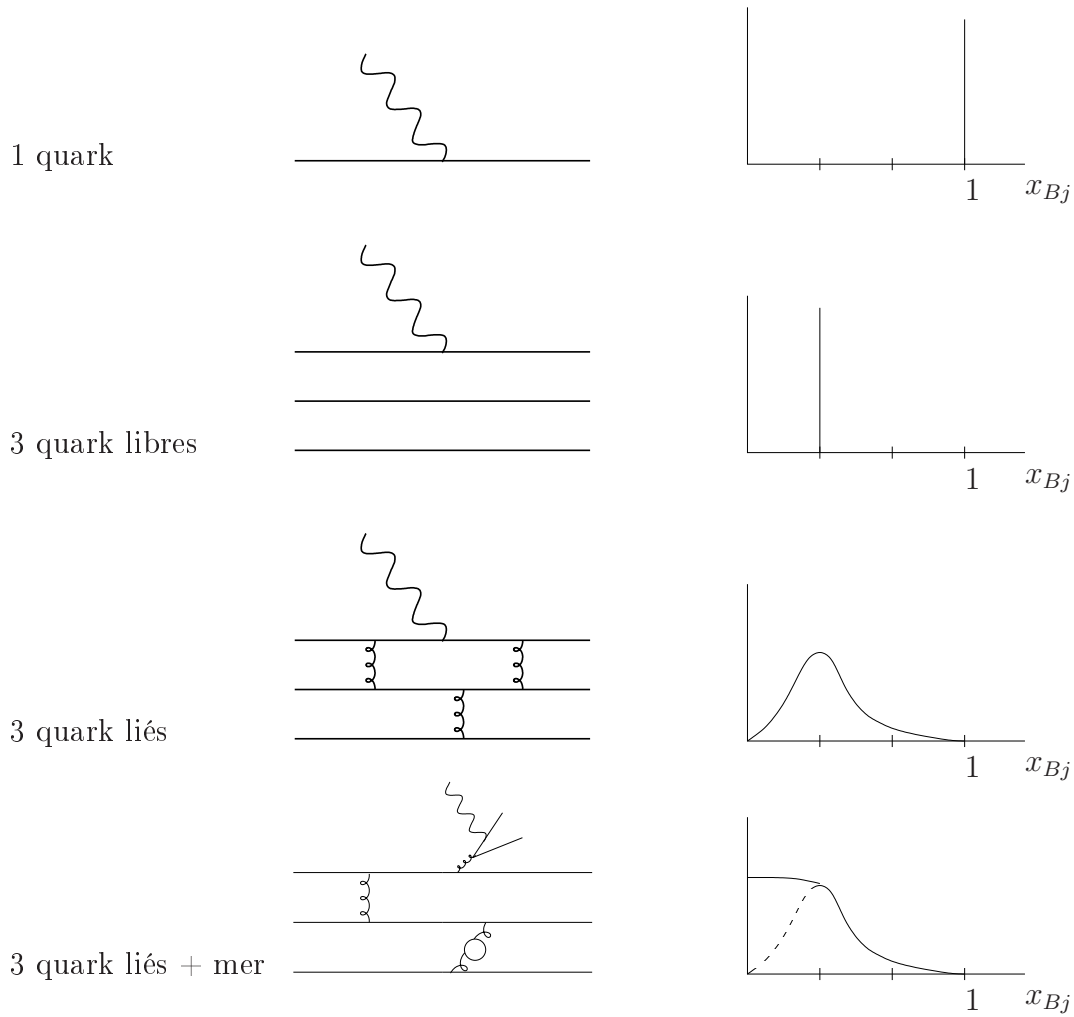 1 quark
1
x_{Bj}
3 quark libres
1
x_{Bj}
3 quark liés
1
x_{Bj}
3 quark liés + mer
1
x_{Bj}